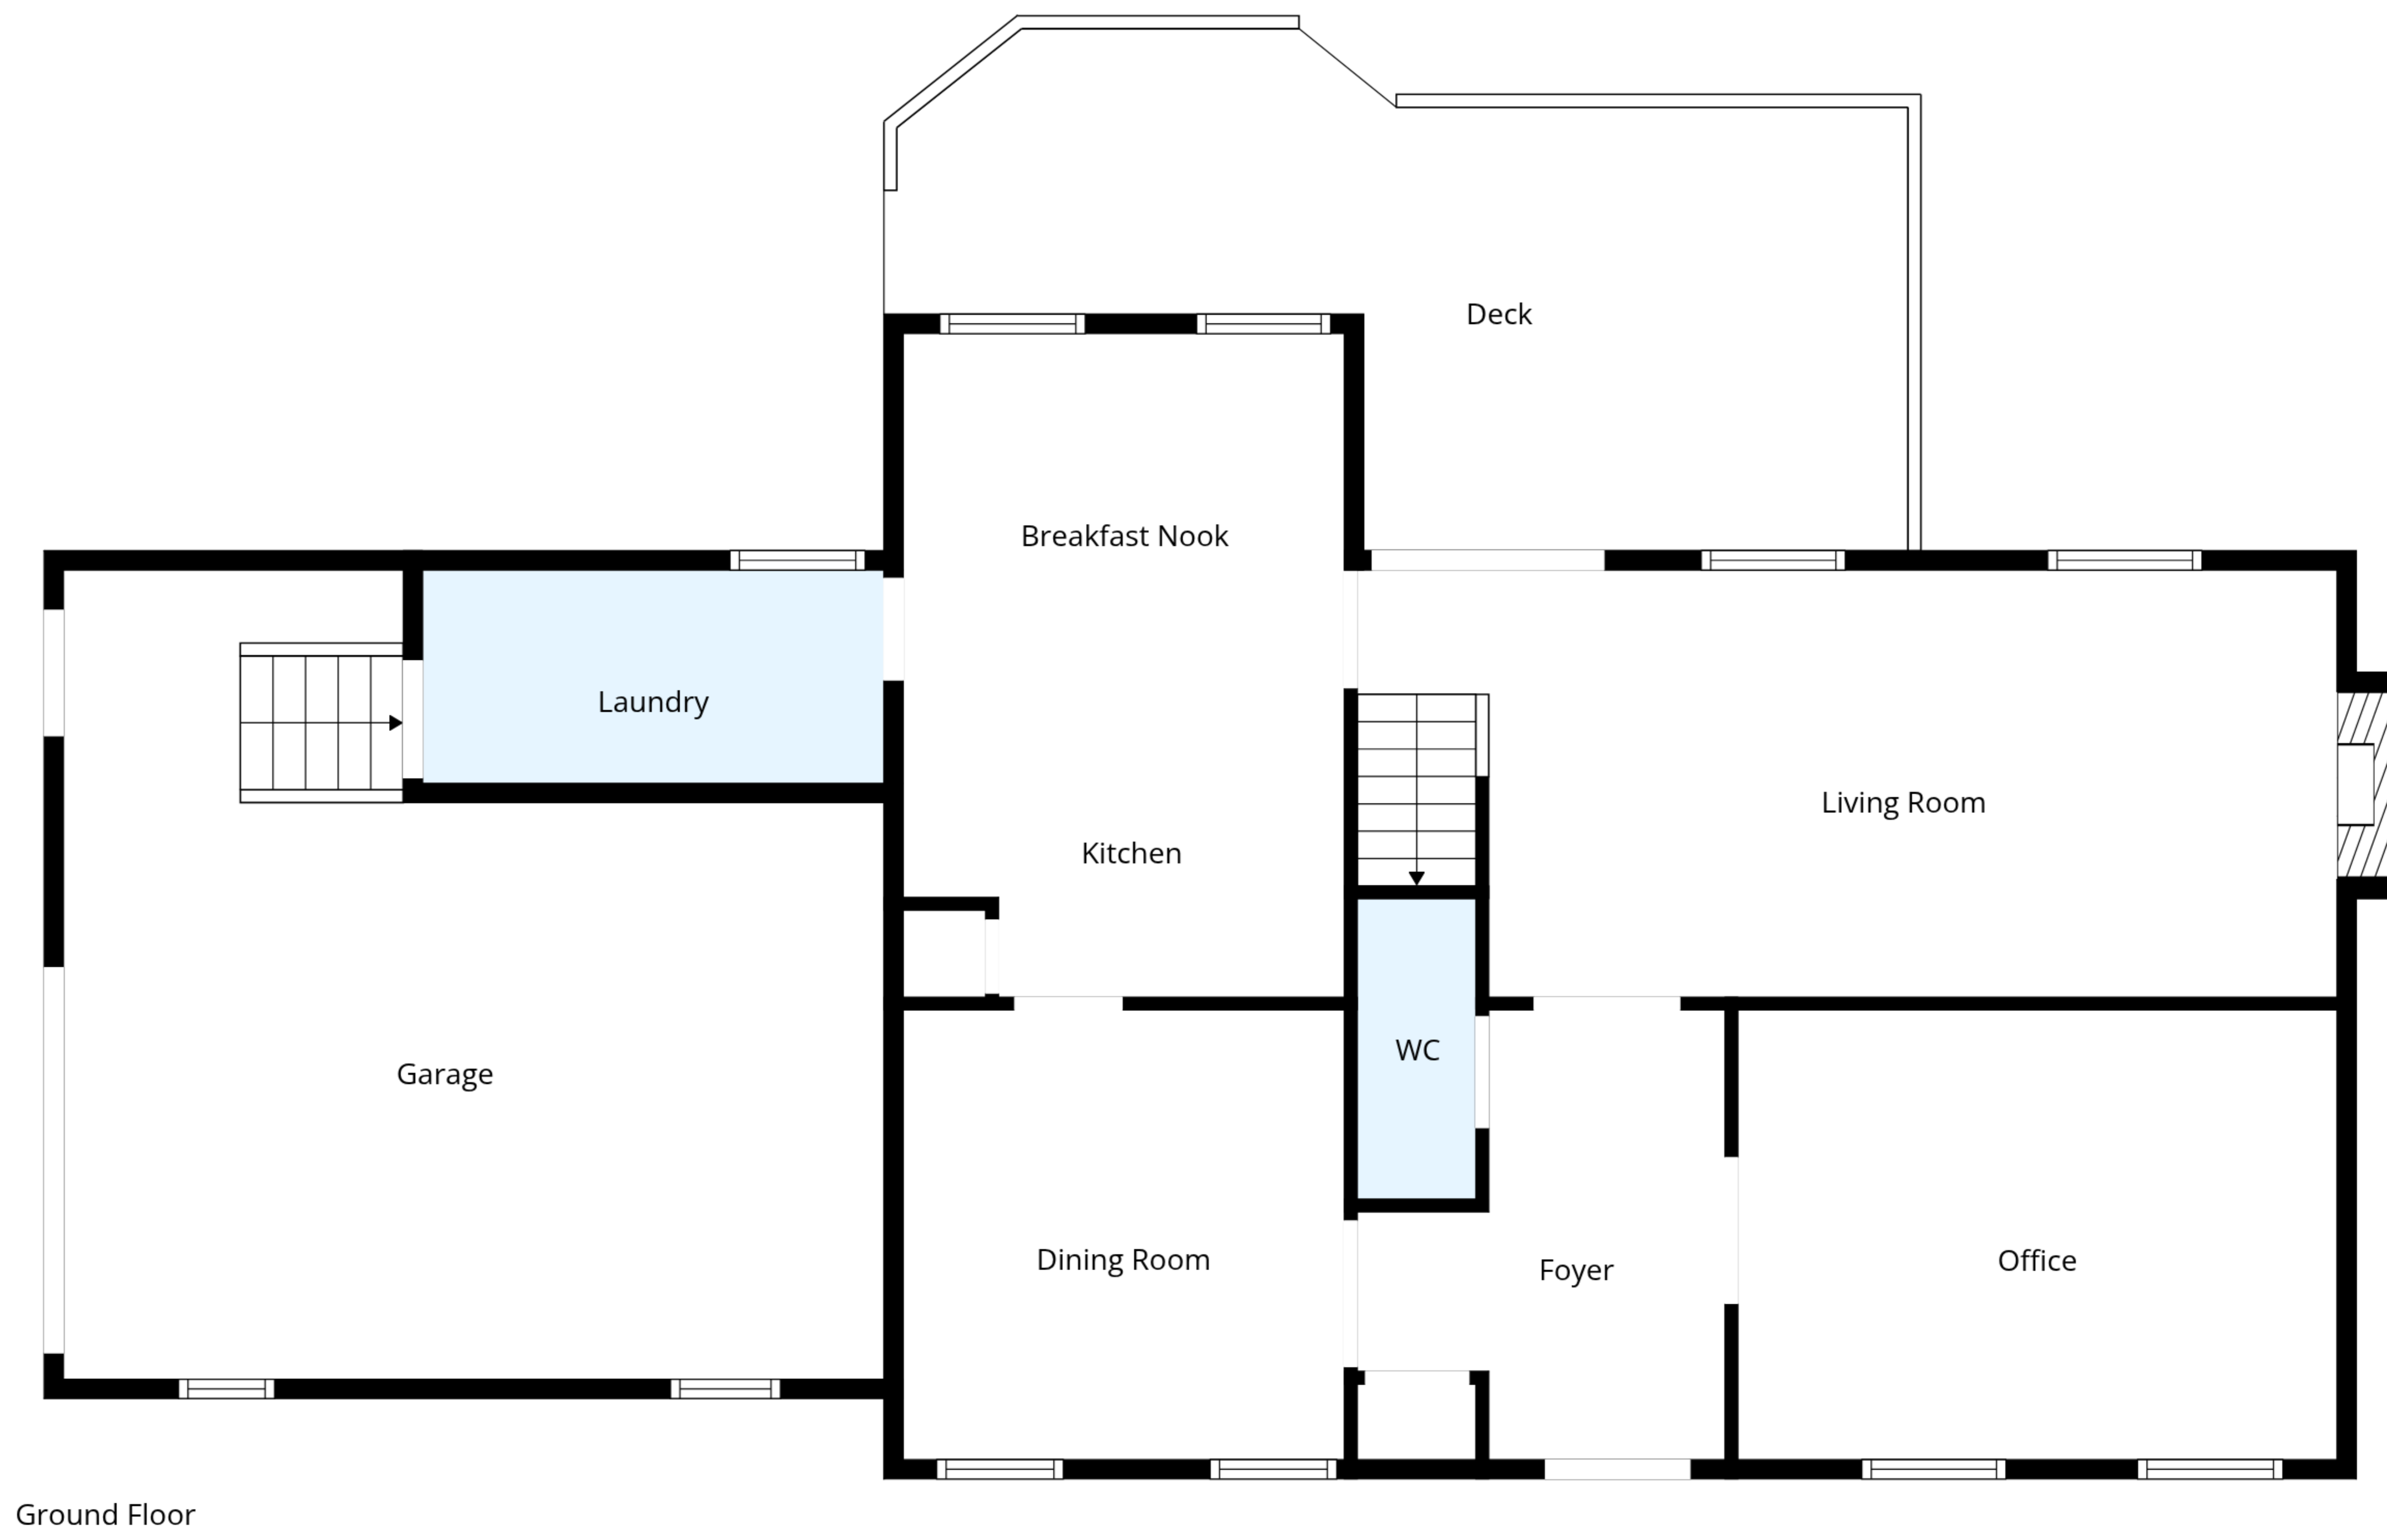 Deck
Breakfast Nook
Laundry
Living Room
Kitchen
WC
Garage
Dining Room
Foyer
Office
Ground Floor